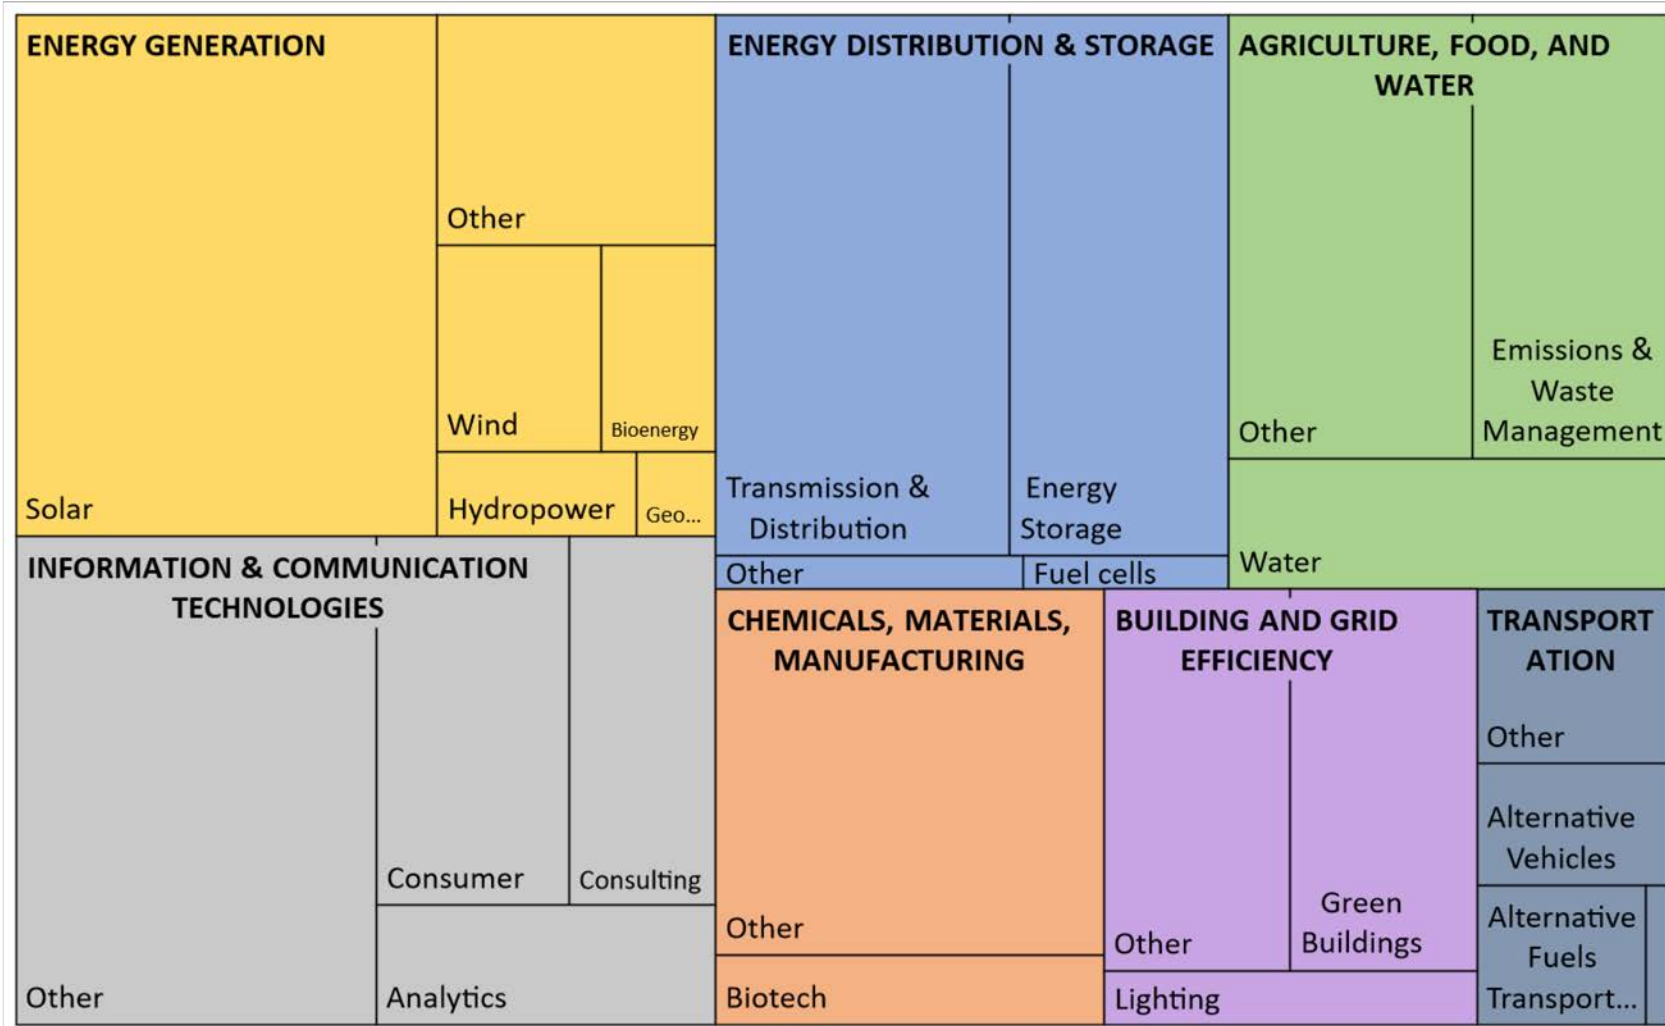 ENERGY GENERATION
Other
Wind
Bioenergy
Solar
Hydropower
Geo...
ENERGY DISTRIBUTION & STORAGE
Transmission &
Distribution
Energy
Storage
Other
Fuel cells
AGRICULTURE, FOOD, AND
WATER
Other
Emissions &
Waste
Management
Water
INFORMATION & COMMUNICATION
TECHNOLOGIES
Other
Consumer
Consulting
Analytics
CHEMICALS, MATERIALS,
MANUFACTURING
Other
Biotech
BUILDING AND GRID
EFFICIENCY
Other
Green
Buildings
Lighting
TRANSPORT
ATION
Other
Alternative
Vehicles
Alternative
Fuels
Transport...